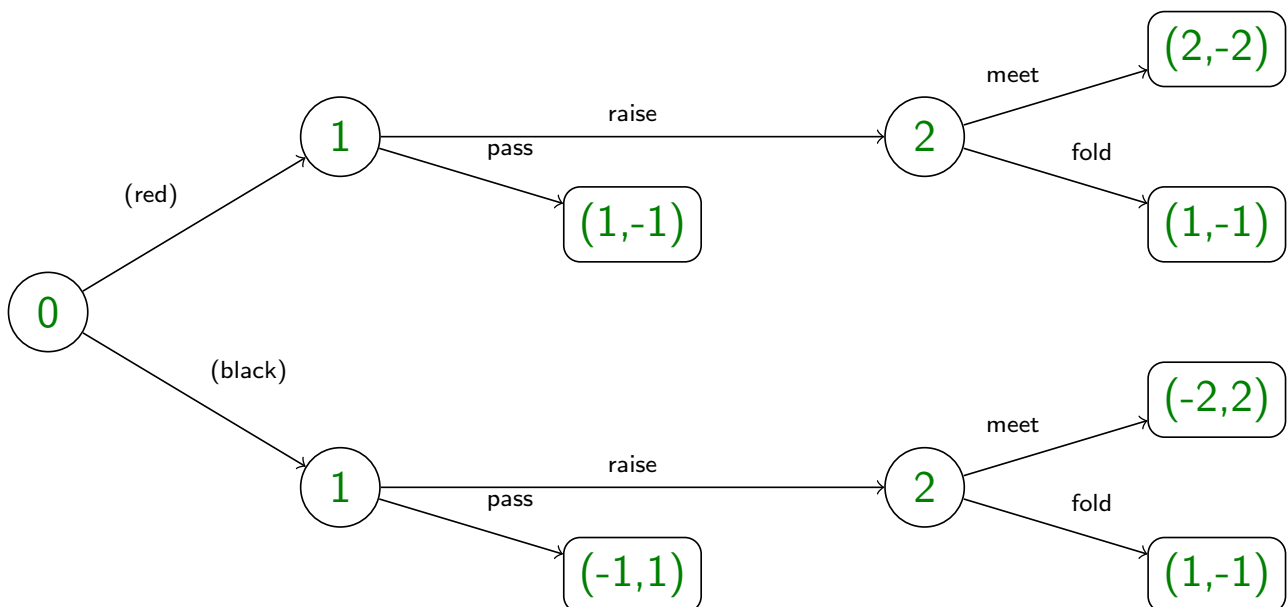 (2,-2)
meet
1
raise
2
pass
fold
(red)
(1,-1)
(1,-1)
0
(black)
(-2,2)
meet
1
raise
2
pass
fold
(-1,1)
(1,-1)